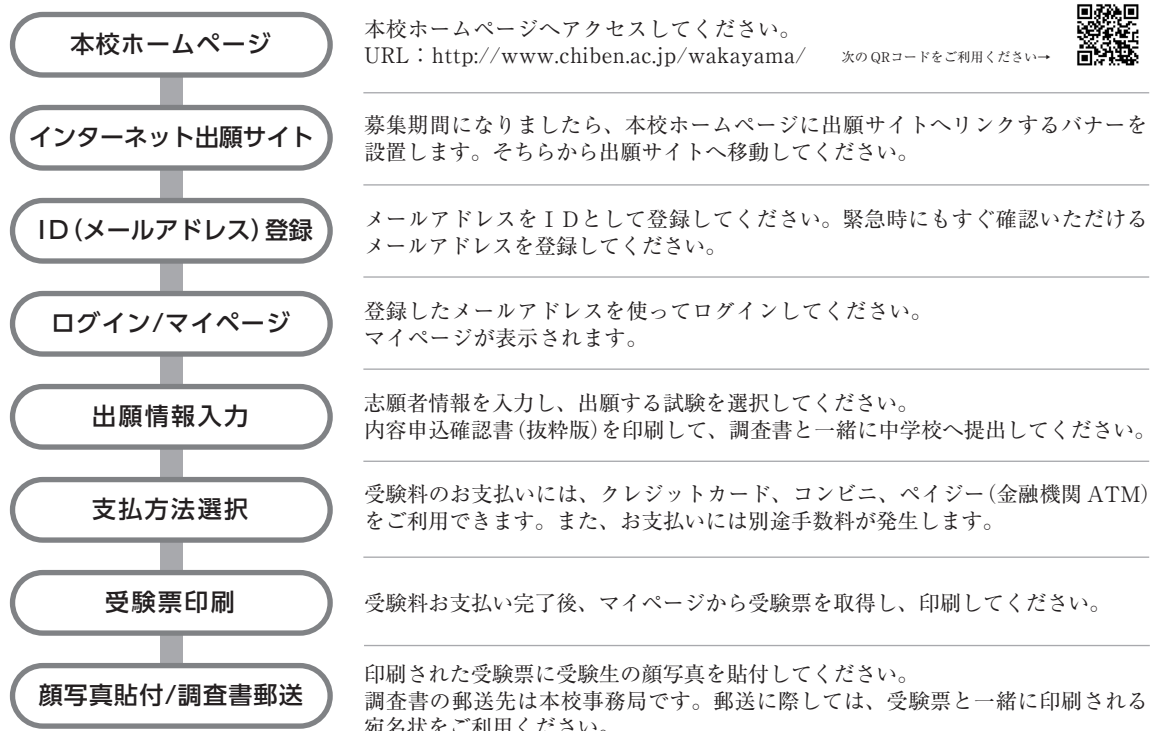 本校ホームページ
本校ホームページへアクセスしてください。
URL：http://www.chiben.ac.jp/wakayama/　次のQRコードをご利用ください→
インターネット出願サイト
募集期間になりましたら、本校ホームページに出願サイトへリンクするバナーを
設置します。そちらから出願サイトへ移動してください。
ID（メールアドレス）登録
メールアドレスをＩＤとして登録してください。緊急時にもすぐ確認いただける
メールアドレスを登録してください。
ログイン/マイページ
登録したメールアドレスを使ってログインしてください。
マイページが表示されます。
出願情報入力
志願者情報を入力し、出願する試験を選択してください。
内容申込確認書（抜粋版）を印刷して、調査書と一緒に中学校へ提出してください。
支払方法選択
受験料のお支払いには、クレジットカード、コンビニ、ペイジー（金融機関 ATM）
をご利用できます。また、お支払いには別途手数料が発生します。
受験票印刷
受験料お支払い完了後、マイページから受験票を取得し、印刷してください。
顔写真貼付/調査書郵送
印刷された受験票に受験生の顔写真を貼付してください。
調査書の郵送先は本校事務局です。郵送に際しては、受験票と一緒に印刷される
宛名状をご利用ください。